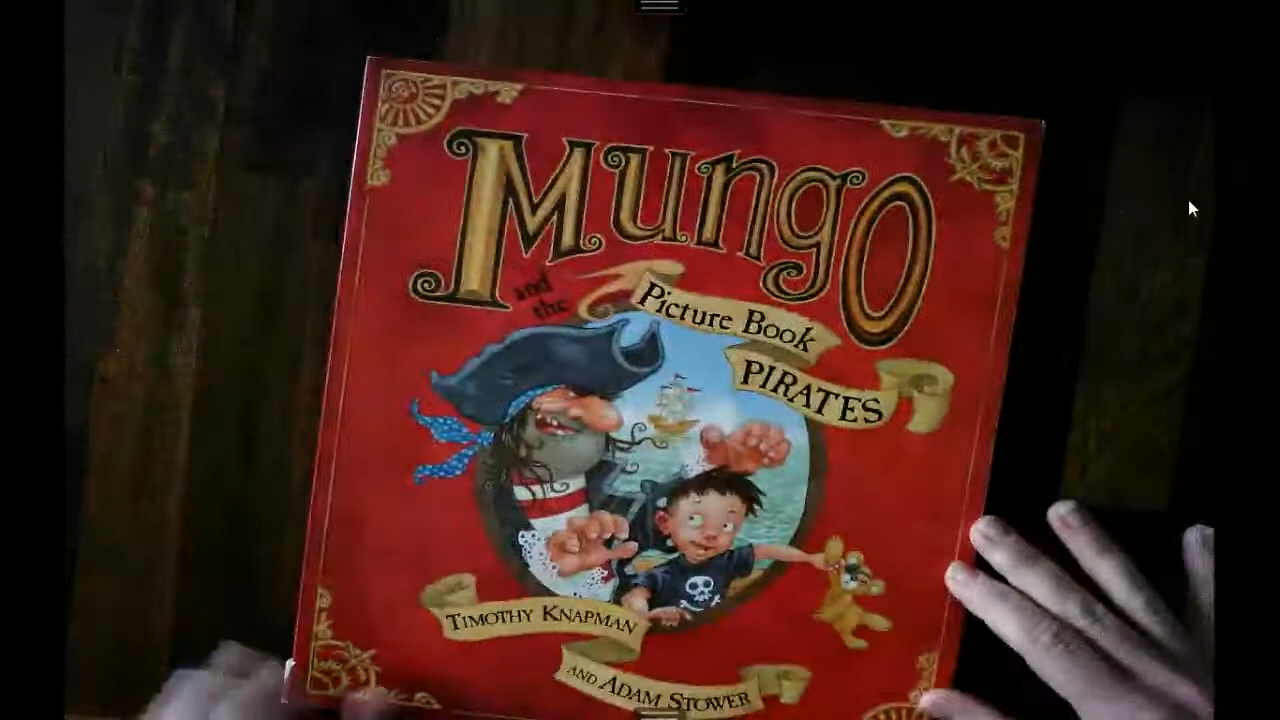 Mungo
and
the
Picture Book
PIRATES
TIMOTHY KNAPMAN
AND ADAM STOWER